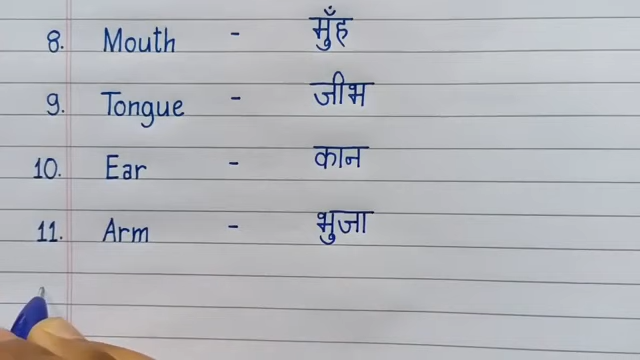 8. Mouth - मुँह
9. Tongue - जीभ
10. Ear - कान
11. Arm - भुजा